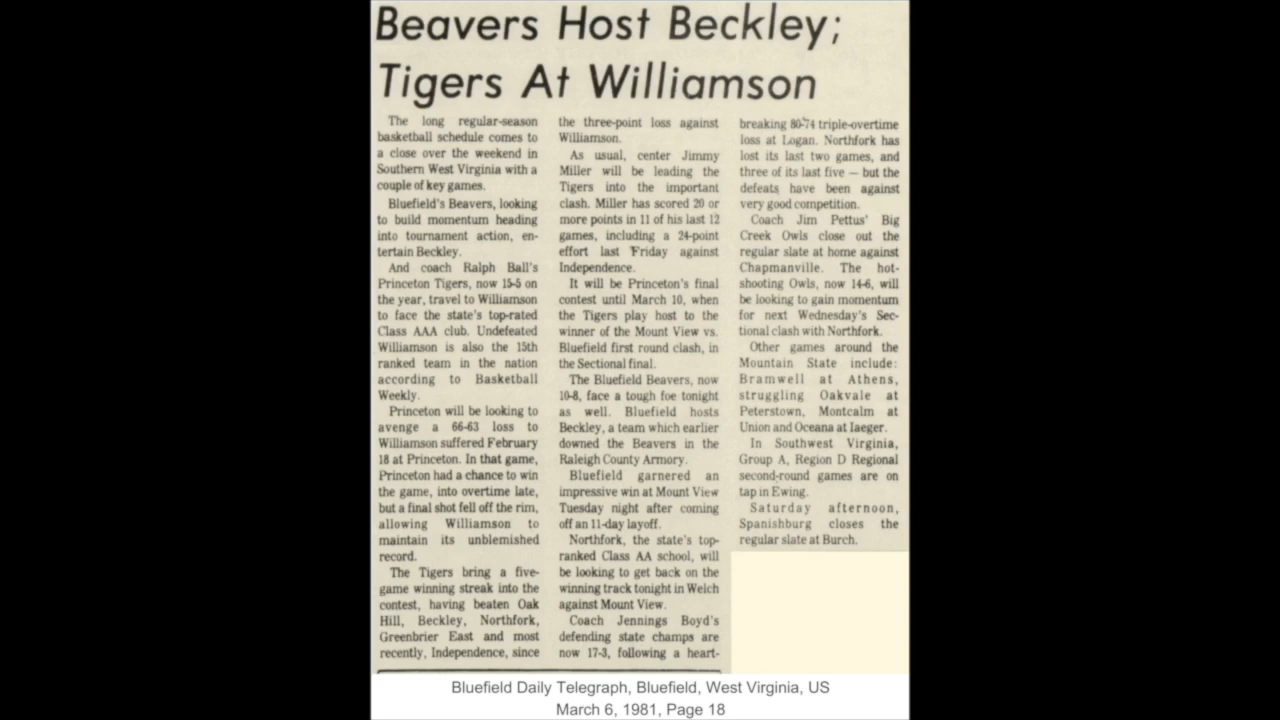 Beavers Host Beckley;
Tigers At Williamson
The long regular-season
basketball schedule comes to
a close over the weekend in
Southern West Virginia with a
couple of key games.
Bluefield's Beavers, looking
to build momentum heading
into tournament action, en-
tertain Beckley.
And coach Ralph Ball's
Princeton Tigers, now 15-5 on
the year, travel to Williamson
to face the state's top-rated
Class AAA club. Undefeated
Williamson is also the 15th
ranked team in the nation
according to Basketball
Weekly.
Princeton will be looking to
avenge a 66-63 loss to
Williamson suffered February
18 at Princeton. In that game,
Princeton had a chance to win
the game, into overtime late,
but a final shot fell off the rim,
allowing Williamson to
maintain its unblemished
record.
The Tigers bring a five-
game winning streak into the
contest, having beaten Oak
Hill, Beckley, Northfork,
Greenbrier East and most
recently, Independence, since
the three-point loss against
Williamson.
As usual, center Jimmy
Miller will be leading the
Tigers into the important
clash. Miller has scored 20 or
more points in 11 of his last 12
games, including a 24-point
effort last Friday against
Independence.
It will be Princeton's final
contest until March 10, when
the Tigers play host to the
winner of the Mount View vs.
Bluefield first round clash, in
the Sectional final.
The Bluefield Beavers, now
10-8, face a tough foe tonight
as well. Bluefield hosts
Beckley, a team which earlier
downed the Beavers in the
Raleigh County Armory.
Bluefield garnered an
impressive win at Mount View
Tuesday night after coming
off an 11-day layoff.
Northfork, the state's top-
ranked Class AA school, will
be looking to get back on the
winning track tonight in Welch
against Mount View.
Coach Jennings Boyd's
defending state champs are
now 17-3, following a heart-
breaking 80-74 triple-overtime
loss at Logan. Northfork has
lost its last two games, and
three of its last five — but the
defeats have been against
very good competition.
Coach Jim Pettus' Big
Creek Owls close out the
regular slate at home against
Chapmanville. The hot-
shooting Owls, now 14-6, will
be looking to gain momentum
for next Wednesday's Sec-
tional clash with Northfork.
Other games around the
Mountain State include:
Bramwell at Athens,
struggling Oakvale at
Peterstown, Montcalm at
Union and Oceana at Iaeger.
In Southwest Virginia,
Group A, Region D Regional
second-round games are on
tap in Ewing.
Saturday afternoon,
Spanishburg closes the
regular slate at Burch.
Bluefield Daily Telegraph, Bluefield, West Virginia, US
March 6, 1981, Page 18